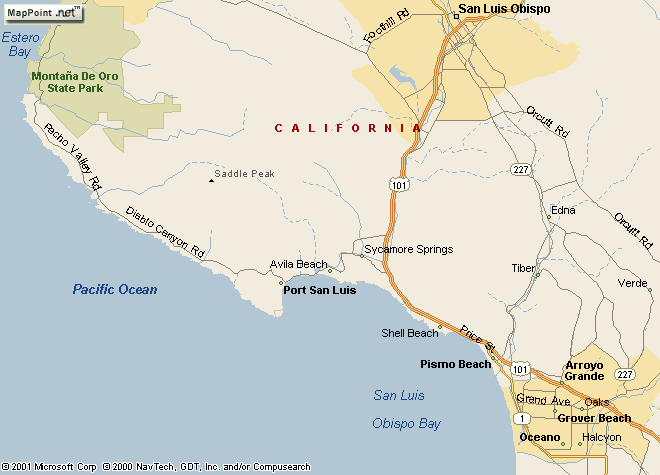 MapPoint .net™
San Luis Obispo
Foothill Rd
Estero
Bay
Montaña De Oro
State Park
Orcutt Rd
CALIFORNIA
Pecho Valley Rd
Saddle Peak
227
101
Diablo Canyon Rd
Edna
Orcutt Rd
Sycamore Springs
Avila Beach
Tiber
Verde
Pacific Ocean
Port San Luis
Shell Beach
Price St
Pismo Beach
101
Arroyo
Grande
227
San Luis
Obispo Bay
Grand Ave
Oaks
1
Grover Beach
Oceano
Halcyon
© 2001 Microsoft Corp © 2000 NavTech, GDT, Inc. and/or Compusearch